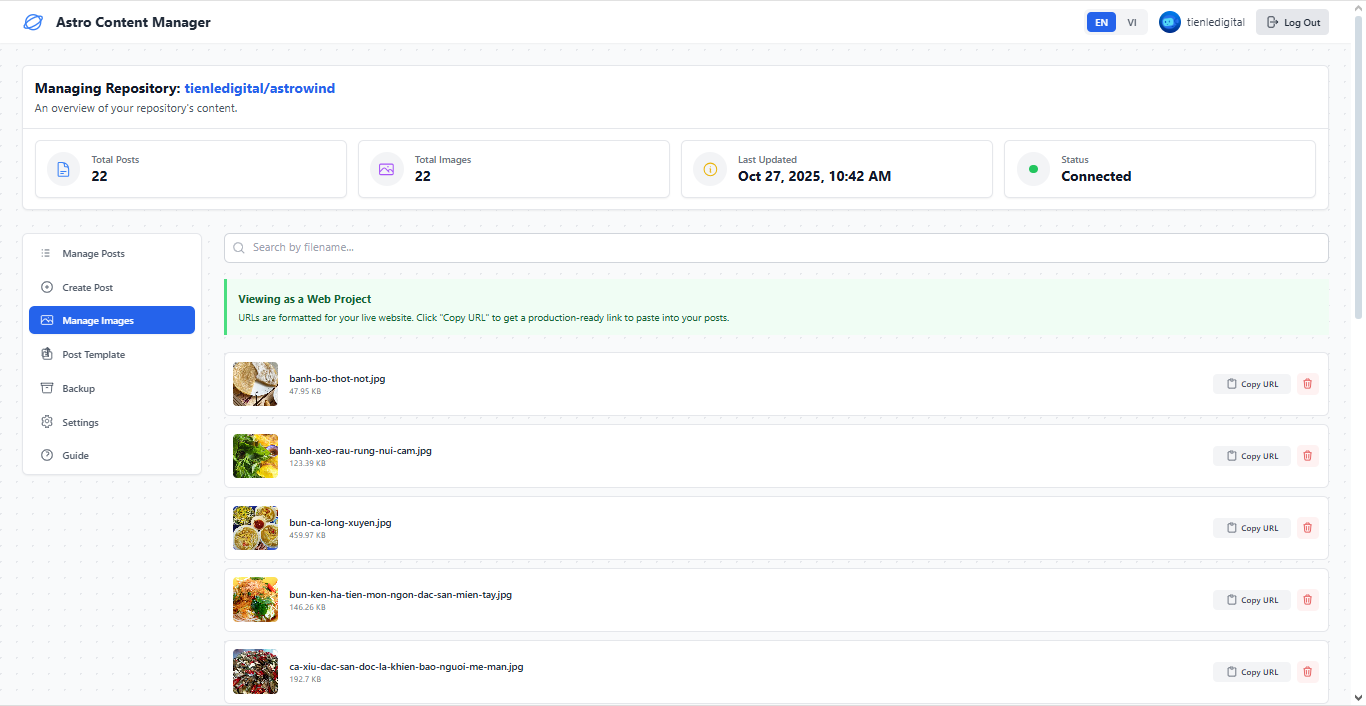 Astro Content Manager
EN VI tienledigital Log Out
Managing Repository: tienledigital/astrowind
An overview of your repository's content.
Total Posts
22
Total Images
22
Last Updated
Oct 27, 2025, 10:42 AM
Status
Connected
Manage Posts
Create Post
Manage Images
Post Template
Backup
Settings
Guide
Search by filename...
Viewing as a Web Project
URLs are formatted for your live website. Click "Copy URL" to get a production-ready link to paste into your posts.
banh-bo-thot-not.jpg
47.95 KB
Copy URL
banh-xeo-rau-rung-nui-cam.jpg
123.39 KB
Copy URL
bun-ca-long-xuyen.jpg
459.97 KB
Copy URL
bun-ken-ha-tien-mon-ngon-dac-san-mien-tay.jpg
146.26 KB
Copy URL
ca-xiu-dac-san-doc-la-khien-bao-nguoi-me-man.jpg
192.7 KB
Copy URL